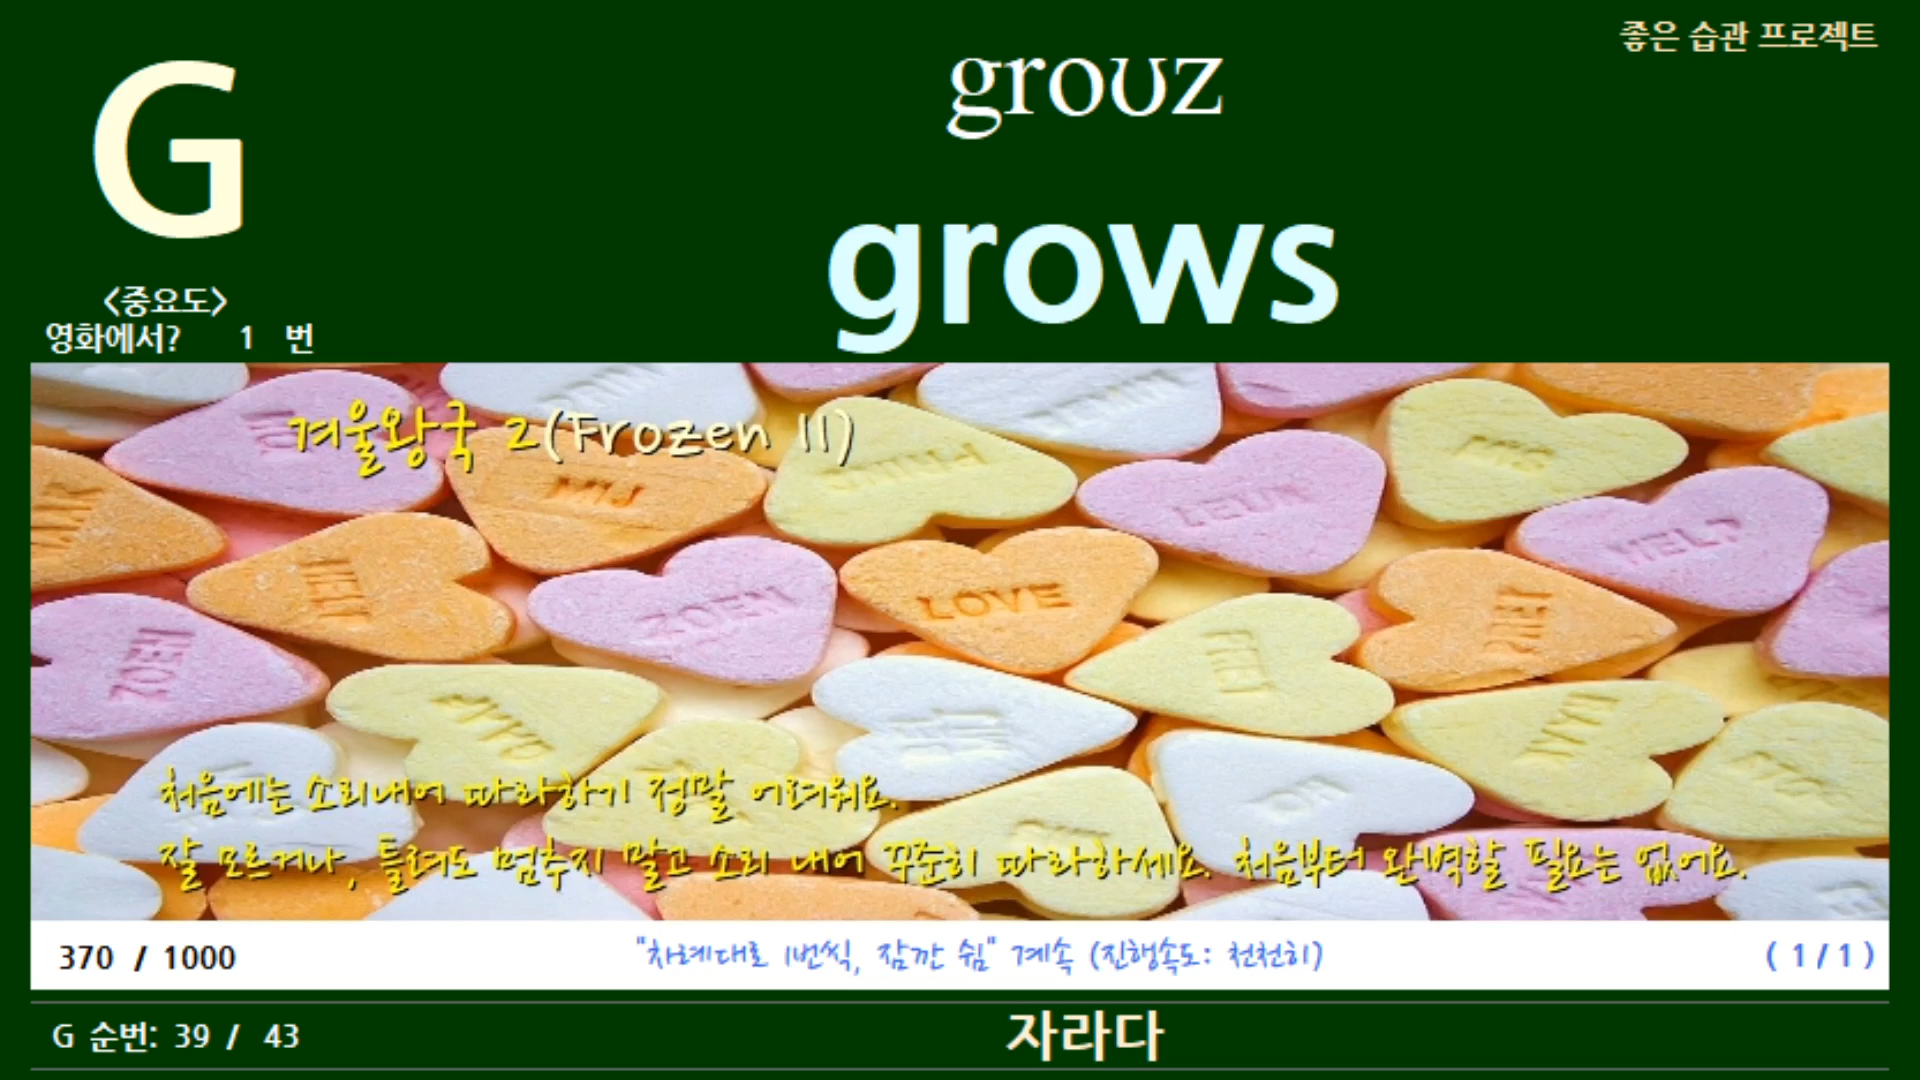 좋은 습관 프로젝트
G
groʊz
grows
<중요도>
영화에서? 1 번
겨울왕국 2(Frozen II)
MIJ
LEUK
HELP
LOVE
ZOEN
처음에는 소리내어 따라하기 정말 어려워요.
잘 모르거나, 틀려도 멈추지 말고 소리 내어 꾸준히 따라하세요. 처음부터 완벽할 필요는 없어요.
370 / 1000
"차례대로 1번씩, 잠깐 쉼" 계속 (진행속도: 천천히)
( 1 / 1 )
G 순번: 39 / 43
자라다